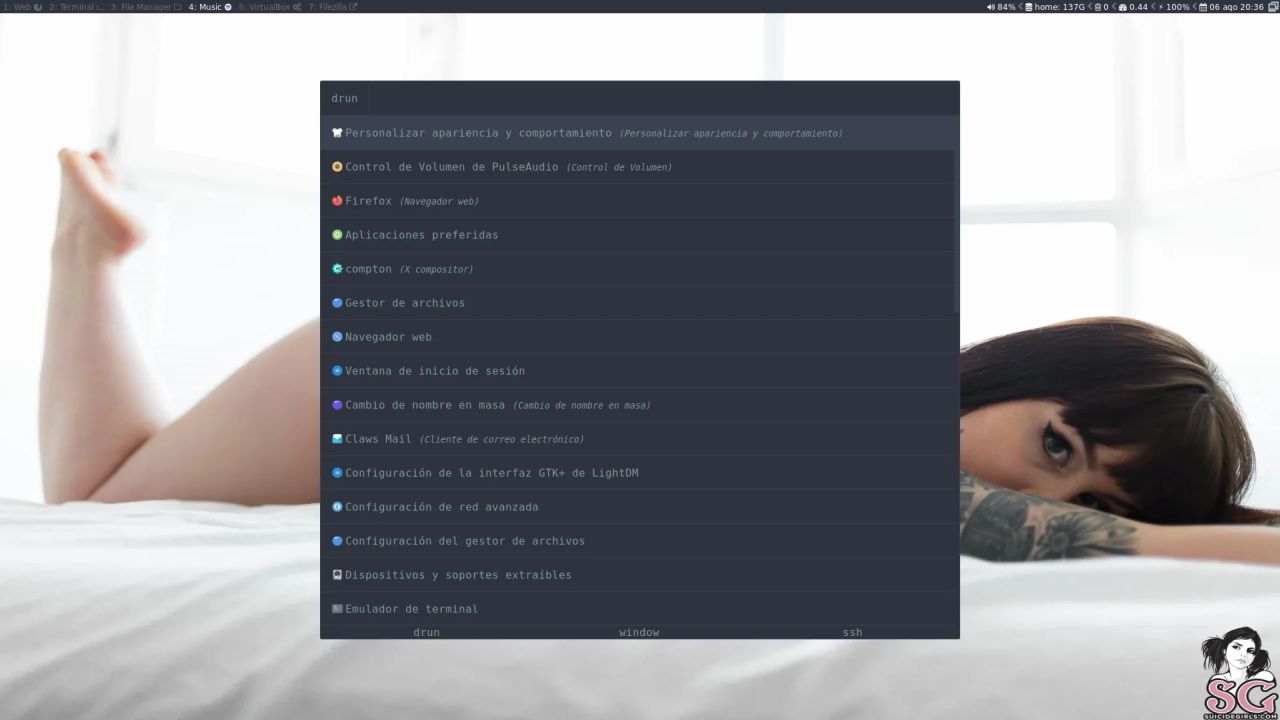 1: Web 2: Terminal 3: File Manager 4: Music 5: VirtualBox 7: Filezilla 84% home: 137G 0 0.44 100% 06 ago 20:36
drun
Personalizar apariencia y comportamiento (Personalizar apariencia y comportamiento)
Control de Volumen de PulseAudio (Control de Volumen)
Firefox (Navegador web)
Aplicaciones preferidas
compton (X compositor)
Gestor de archivos
Navegador web
Ventana de inicio de sesión
Cambio de nombre en masa (Cambio de nombre en masa)
Claws Mail (Cliente de correo electrónico)
Configuración de la interfaz GTK+ de LightDM
Configuración de red avanzada
Configuración del gestor de archivos
Dispositivos y soportes extraíbles
Emulador de terminal
drun window ssh
SG
SUICIDEGIRLS.COM